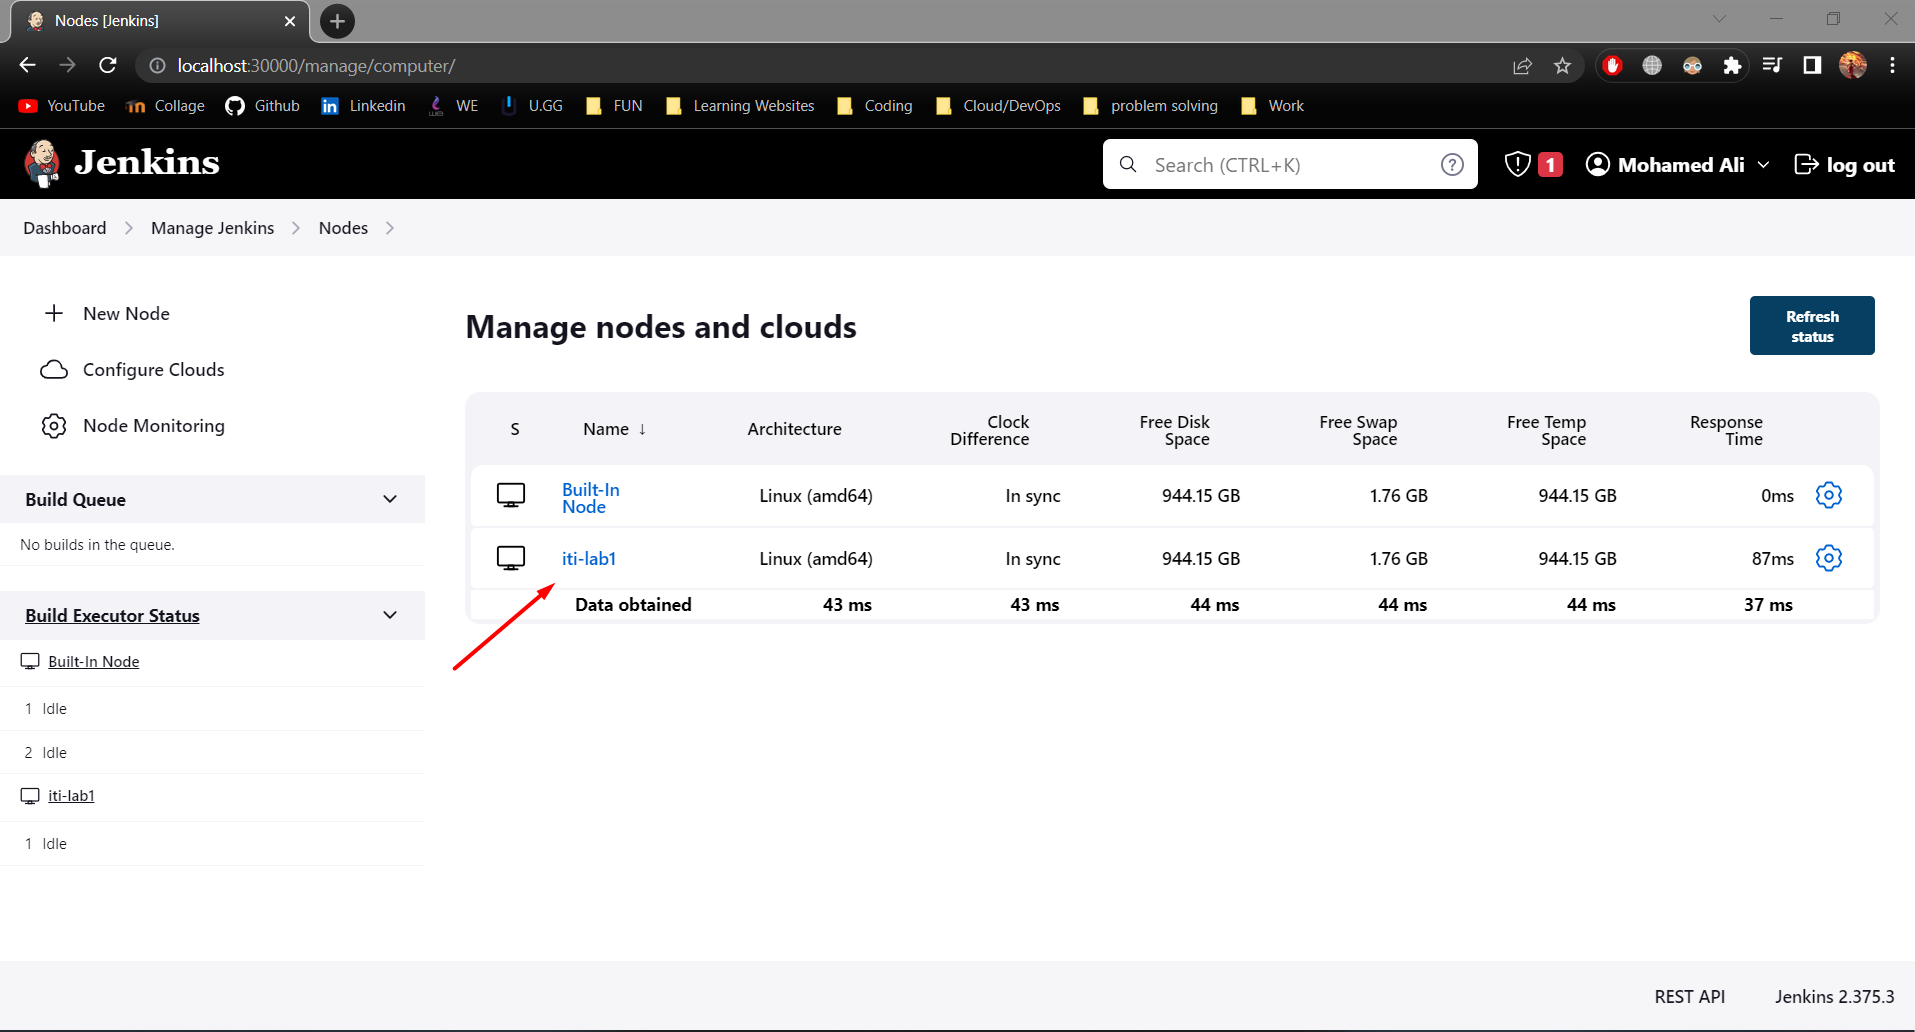 Nodes [Jenkins]
localhost:30000/manage/computer/
YouTube Collage Github Linkedin WE U.GG FUN Learning Websites Coding Cloud/DevOps problem solving Work
Jenkins
Search (CTRL+K)
1
Mohamed Ali
log out
Dashboard Manage Jenkins Nodes
New Node
Configure Clouds
Node Monitoring
Build Queue
No builds in the queue.
Build Executor Status
Built-In Node
1 Idle
2 Idle
iti-lab1
1 Idle
Manage nodes and clouds
Refresh
status
S Name ↓ Architecture Clock Difference Free Disk Space Free Swap Space Free Temp Space Response Time
Built-In Node Linux (amd64) In sync 944.15 GB 1.76 GB 944.15 GB 0ms
iti-lab1 Linux (amd64) In sync 944.15 GB 1.76 GB 944.15 GB 87ms
Data obtained 43 ms 43 ms 44 ms 44 ms 44 ms 37 ms
REST API Jenkins 2.375.3